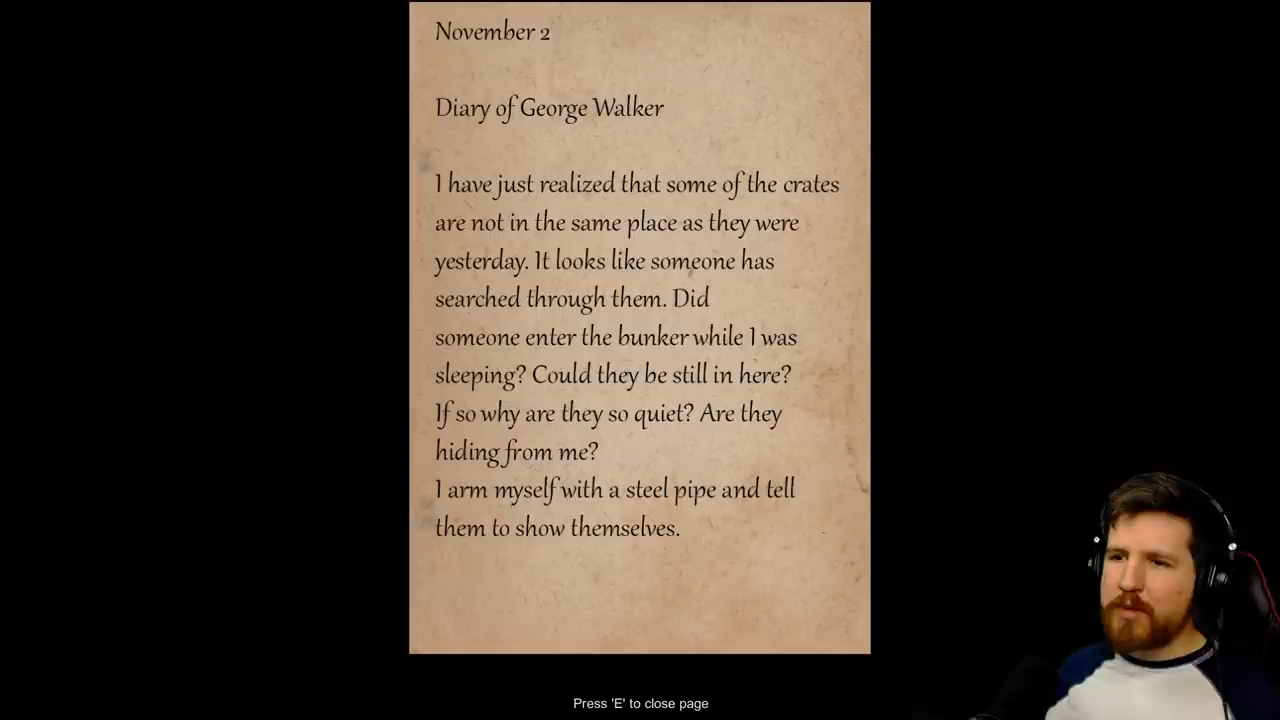 November 2
Diary of George Walker
I have just realized that some of the crates
are not in the same place as they were
yesterday. It looks like someone has
searched through them. Did
someone enter the bunker while I was
sleeping? Could they be still in here?
If so why are they so quiet? Are they
hiding from me?
I arm myself with a steel pipe and tell
them to show themselves.
Press 'E' to close page